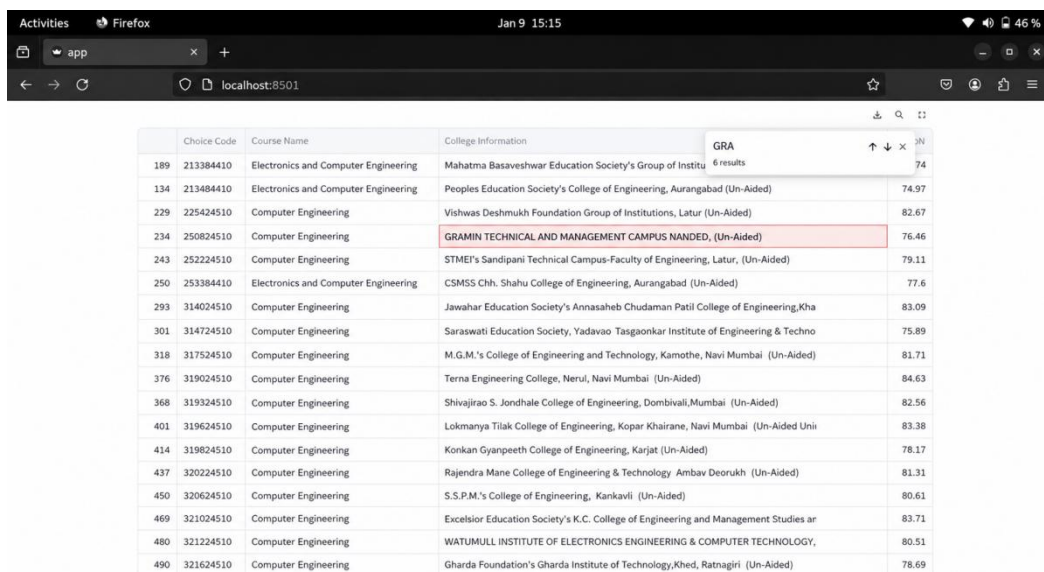 Activities Firefox Jan 9 15:15 46 %
app
localhost:8501
Choice Code Course Name College Information
GRA
6 results
189 213384410 Electronics and Computer Engineering Mahatma Basaveshwar Education Society's Group of Institu 74
134 213484410 Electronics and Computer Engineering Peoples Education Society's College of Engineering, Aurangabad (Un-Aided) 74.97
229 225424510 Computer Engineering Vishwas Deshmukh Foundation Group of Institutions, Latur (Un-Aided) 82.67
234 250824510 Computer Engineering GRAMIN TECHNICAL AND MANAGEMENT CAMPUS NANDED, (Un-Aided) 76.46
243 252224510 Computer Engineering STMEI's Sandipani Technical Campus-Faculty of Engineering, Latur, (Un-Aided) 79.11
250 253384410 Electronics and Computer Engineering CSMSS Chh. Shahu College of Engineering, Aurangabad (Un-Aided) 77.6
293 314024510 Computer Engineering Jawahar Education Society's Annasaheb Chudaman Patil College of Engineering,Kha 83.09
301 314724510 Computer Engineering Saraswati Education Society, Yadavao Tasgaonkar Institute of Engineering & Techno 75.89
318 317524510 Computer Engineering M.G.M.'s College of Engineering and Technology, Kamothe, Navi Mumbai (Un-Aided) 81.71
376 319024510 Computer Engineering Terna Engineering College, Nerul, Navi Mumbai (Un-Aided) 84.63
368 319324510 Computer Engineering Shivajirao S. Jondhale College of Engineering, Dombivali,Mumbai (Un-Aided) 82.56
401 319624510 Computer Engineering Lokmanya Tilak College of Engineering, Kopar Khairane, Navi Mumbai (Un-Aided 83.38
414 319824510 Computer Engineering Konkan Gyanpeeth College of Engineering, Karjat (Un-Aided) 78.17
437 320224510 Computer Engineering Rajendra Mane College of Engineering & Technology Ambav Deorukh (Un-Aided) 81.31
450 320624510 Computer Engineering S.S.P.M.'s College of Engineering, Kankavli (Un-Aided) 80.61
469 321024510 Computer Engineering Excelsior Education Society's K.C. College of Engineering and Management Studies 83.71
480 321224510 Computer Engineering WATUMULL INSTITUTE OF ELECTRONICS ENGINEERING & COMPUTER TECHNOLOGY, 80.51
490 321624510 Computer Engineering Gharda Foundation's Gharda Institute of Technology,Khed, Ratnagiri (Un-Aided) 78.69